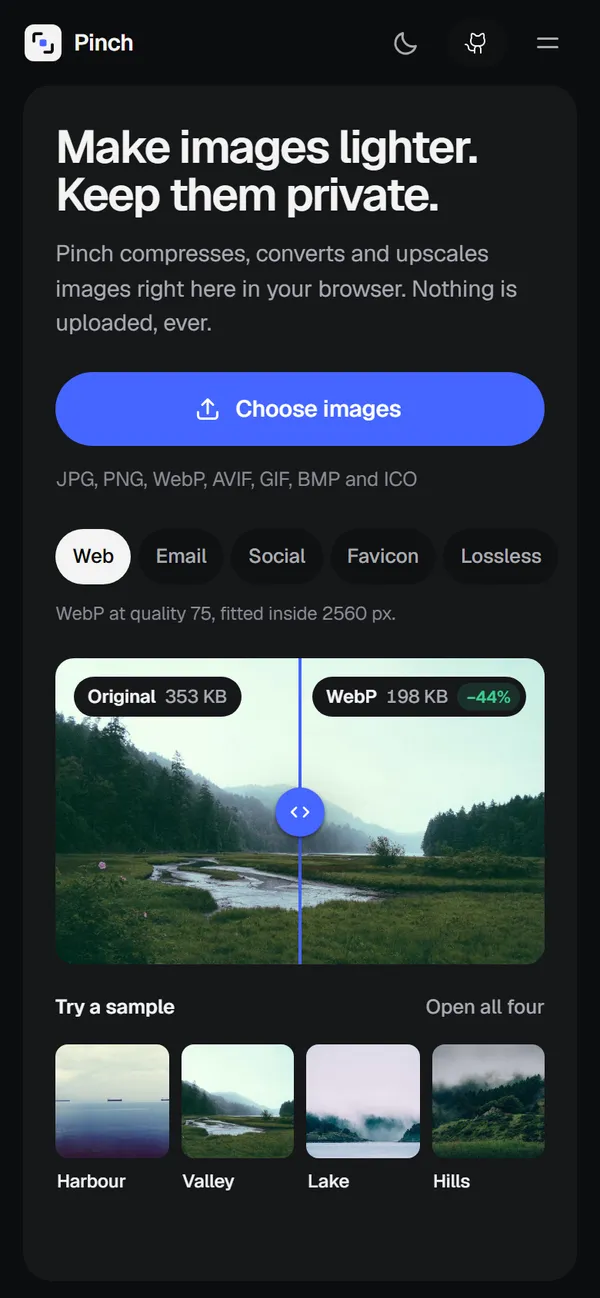 Pinch
Make images lighter.
Keep them private.
Pinch compresses, converts and upscales
images right here in your browser. Nothing is
uploaded, ever.
Choose images
JPG, PNG, WebP, AVIF, GIF, BMP and ICO
Web Email Social Favicon Lossless
WebP at quality 75, fitted inside 2560 px.
Original 353 KB WebP 198 KB −44%
Try a sample Open all four
Harbour Valley Lake Hills